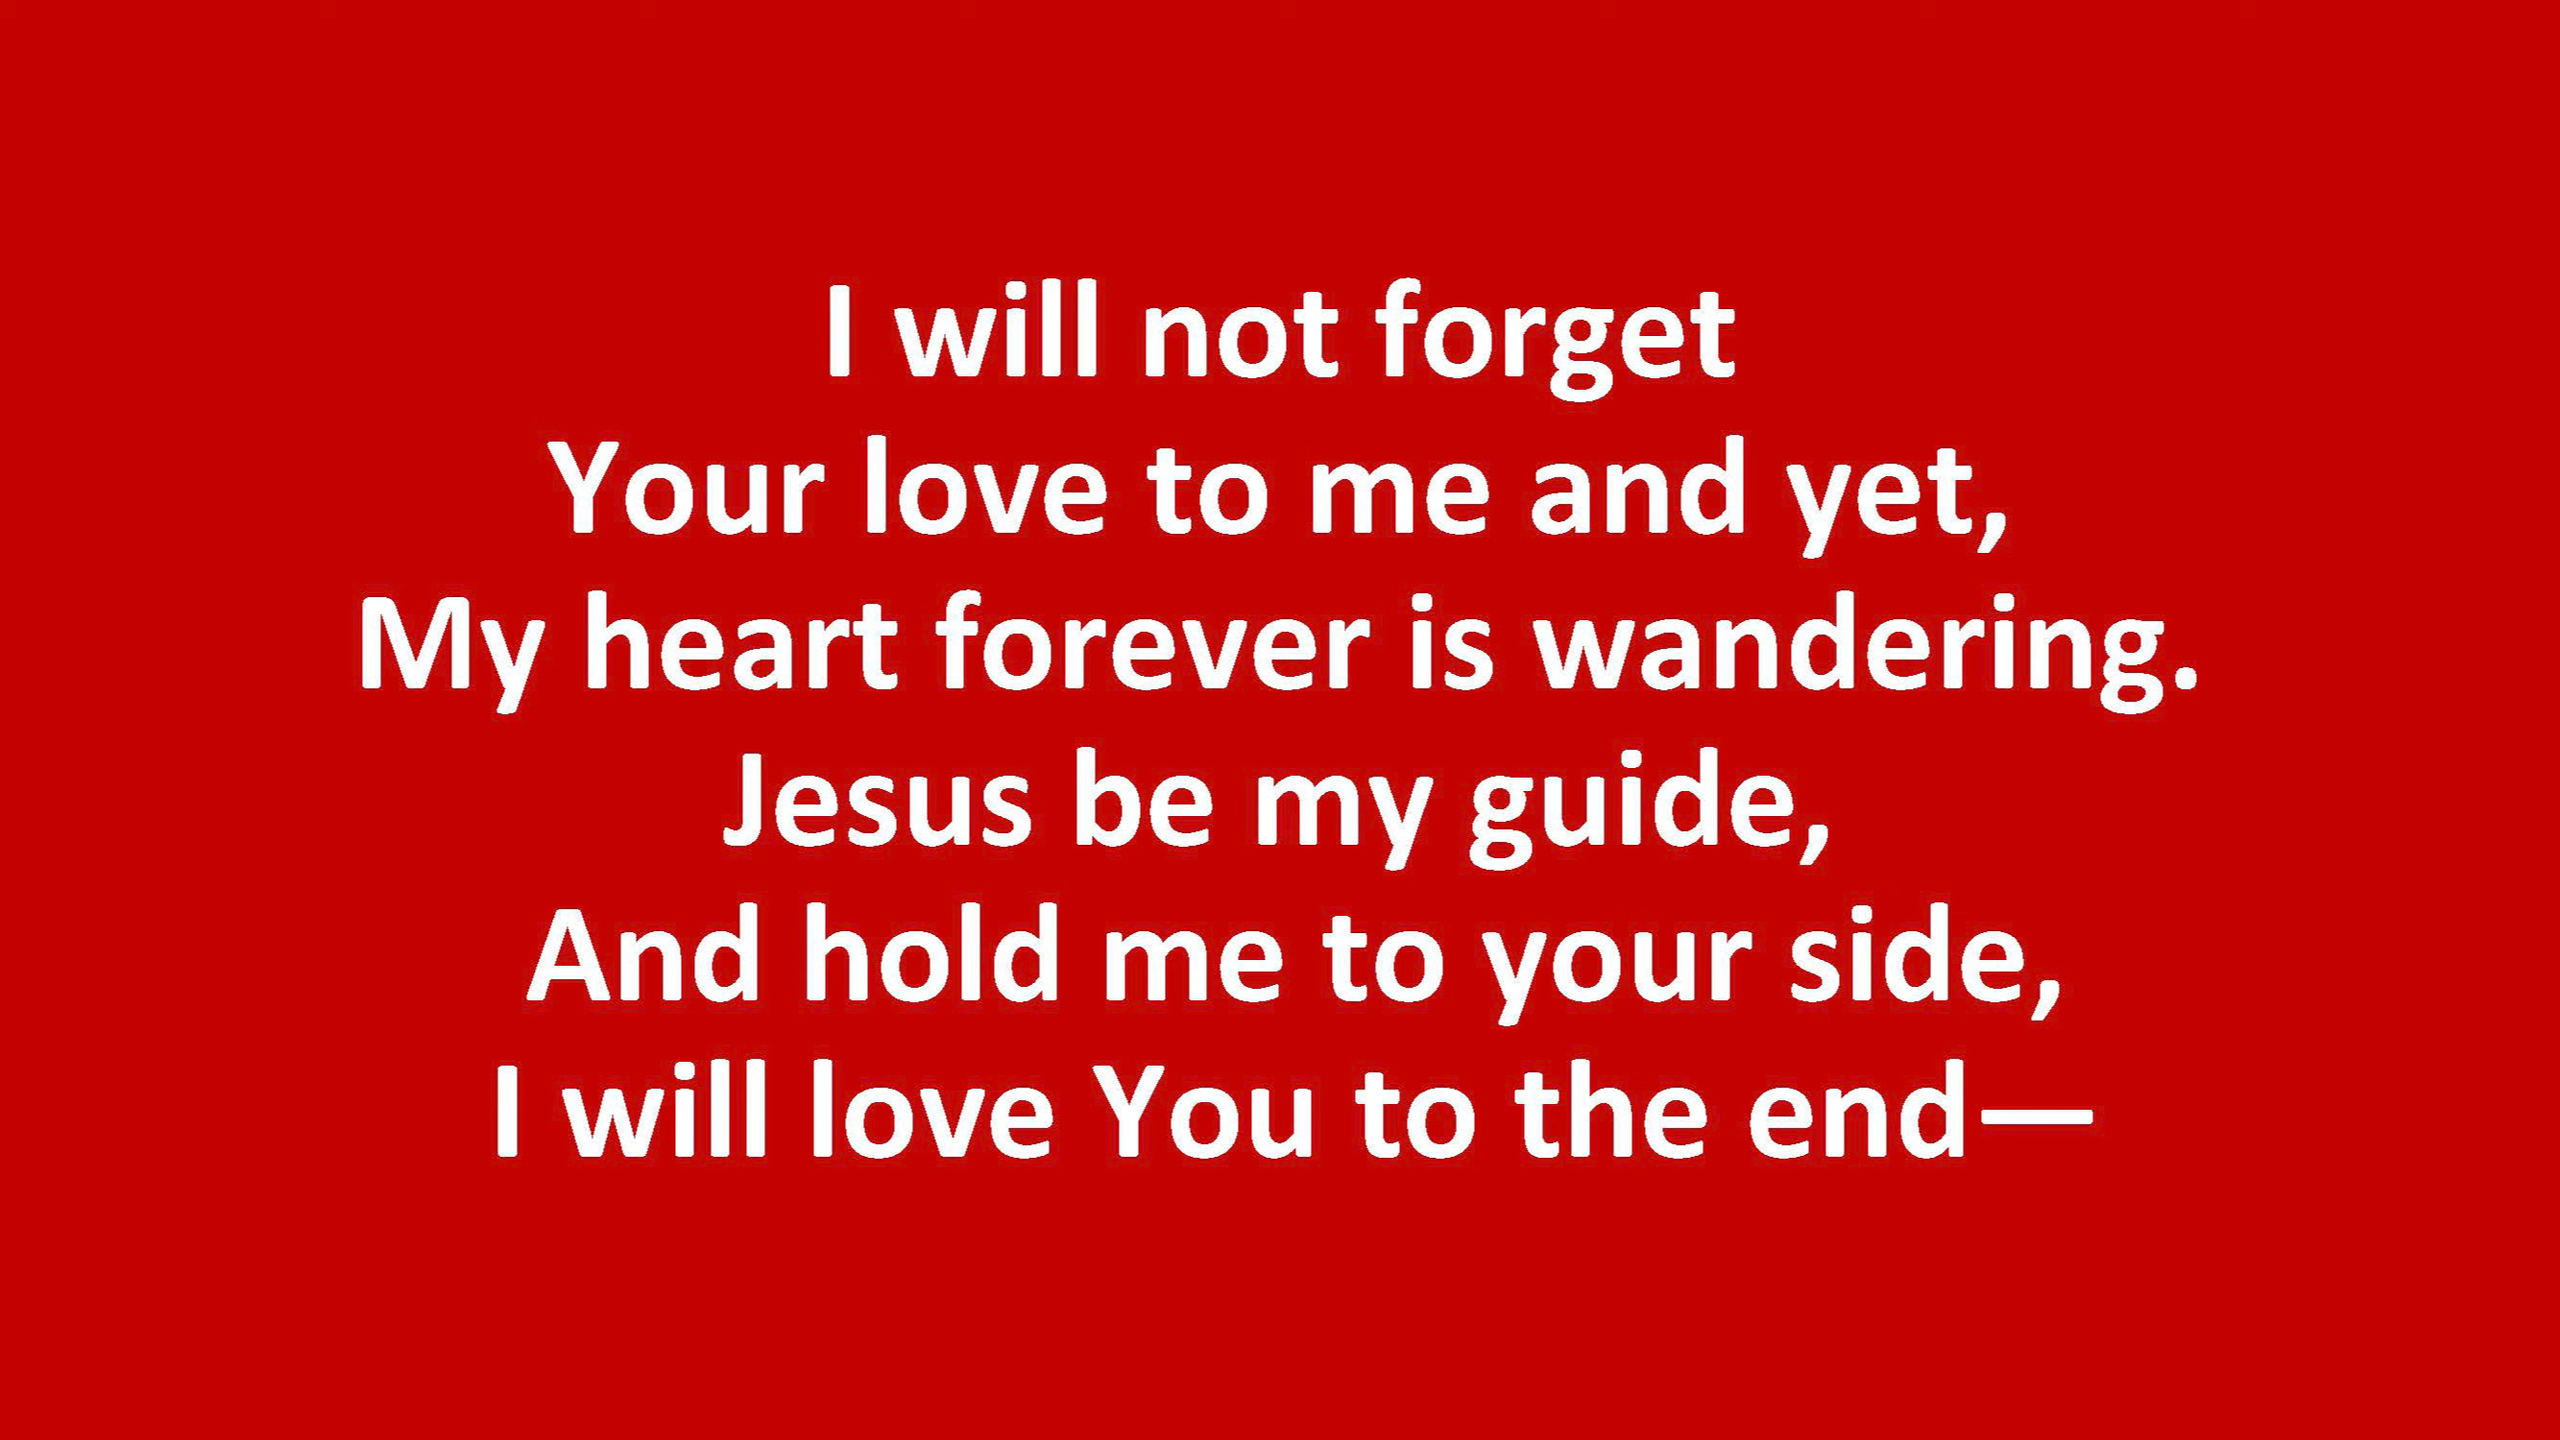 I will not forget
Your love to me and yet,
My heart forever is wandering.
Jesus be my guide,
And hold me to your side,
I will love You to the end—